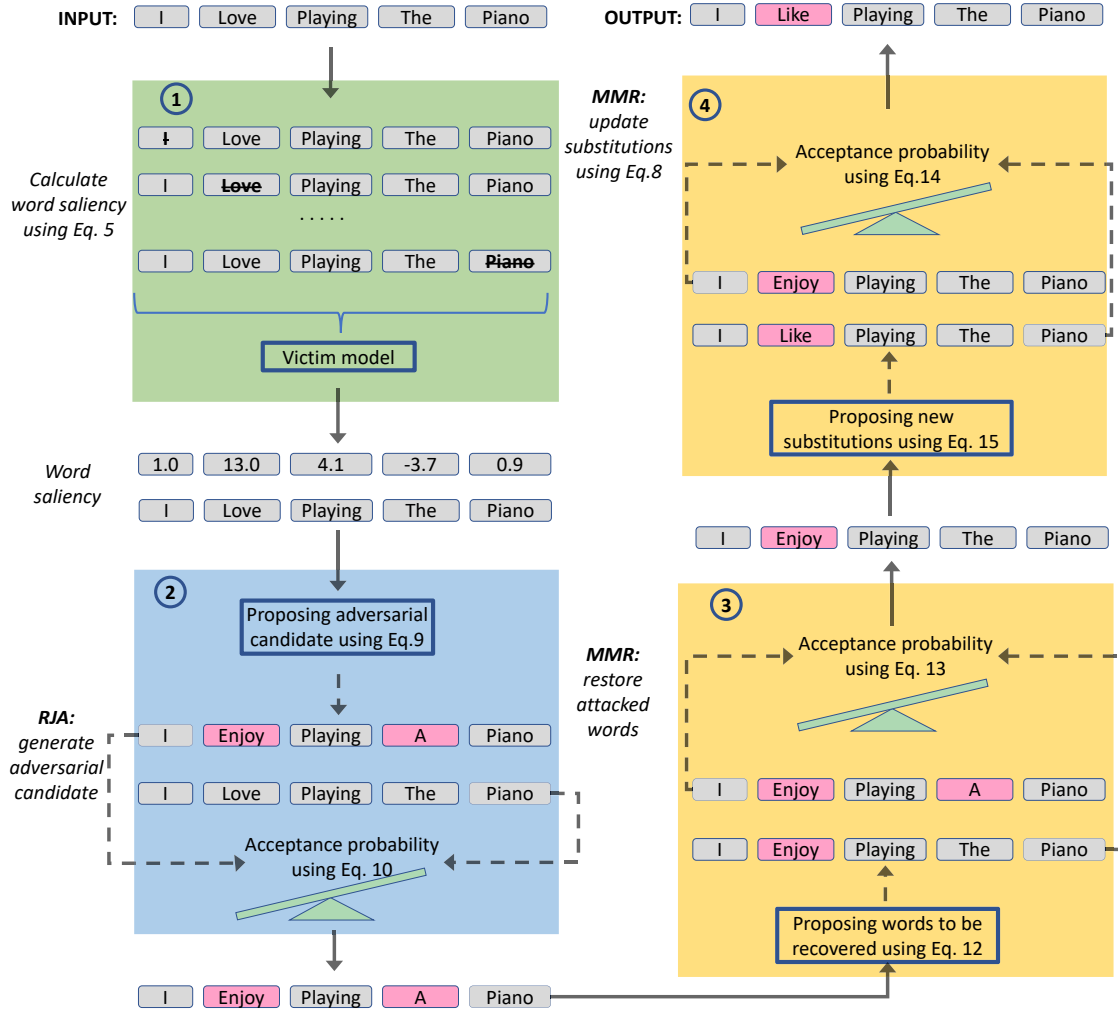 INPUT: I Love Playing The Piano
1
I Love Playing The Piano
I Love Playing The Piano
. . . . .
I Love Playing The Piano
Calculate
word saliency
using Eq. 5
Victim model
Word
saliency
1.0 13.0 4.1 -3.7 0.9
I Love Playing The Piano
2
Proposing adversarial
candidate using Eq.9
RJA:
generate
adversarial
candidate
I Enjoy Playing A Piano
I Love Playing The Piano
Acceptance probability
using Eq. 10
I Enjoy Playing A Piano
OUTPUT: I Like Playing The Piano
MMR:
update
substitutions
using Eq.8
4
Acceptance probability
using Eq.14
I Enjoy Playing The Piano
I Like Playing The Piano
Proposing new
substitutions using Eq. 15
I Enjoy Playing The Piano
3
MMR:
restore
attacked
words
Acceptance probability
using Eq. 13
I Enjoy Playing A Piano
I Enjoy Playing The Piano
Proposing words to be
recovered using Eq. 12